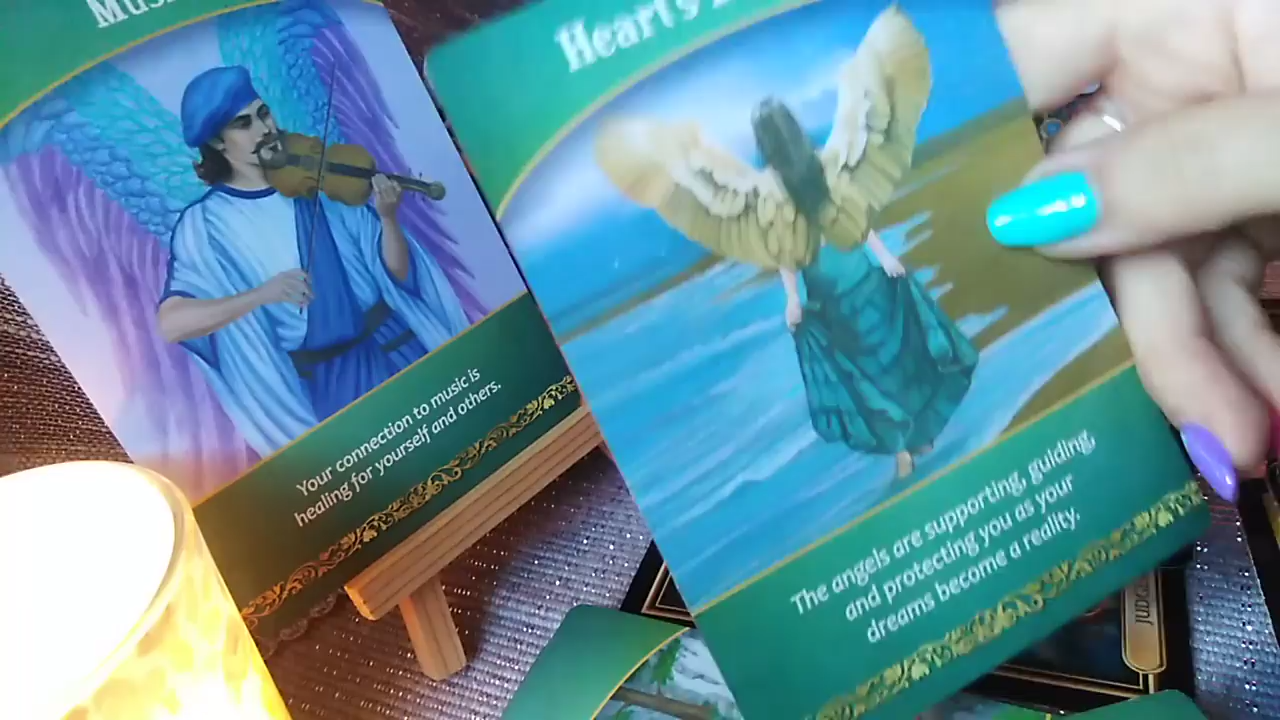 Your connection to music is
healing for yourself and others.
Heart's
The angels are supporting, guiding,
and protecting you as your
dreams become a reality.